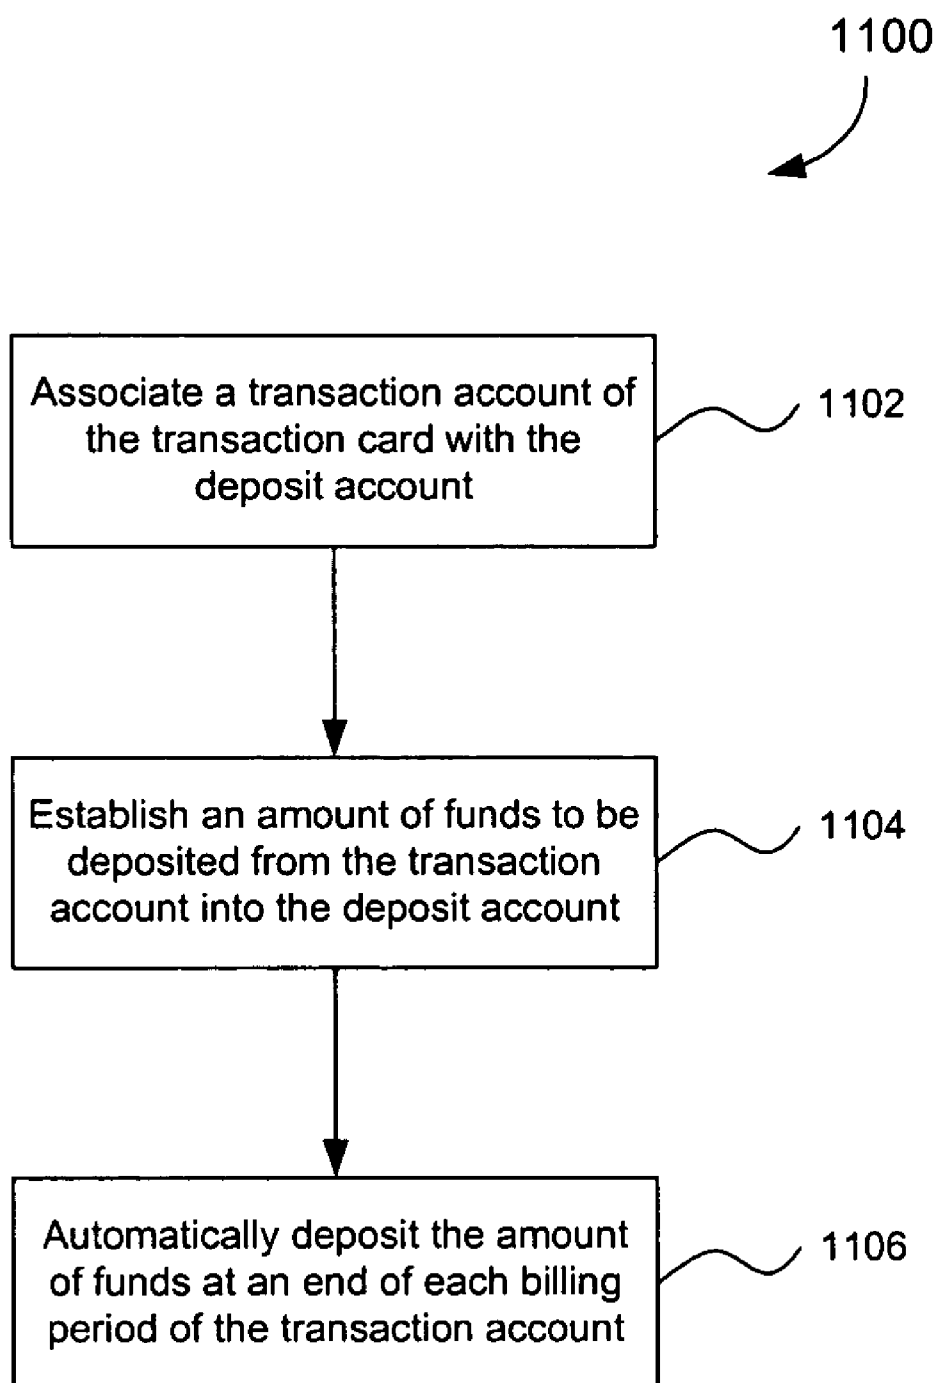 1100
Associate a transaction account of
the transaction card with the
deposit account
1102
Establish an amount of funds to be
deposited from the transaction
account into the deposit account
1104
Automatically deposit the amount
of funds at an end of each billing
period of the transaction account
1106